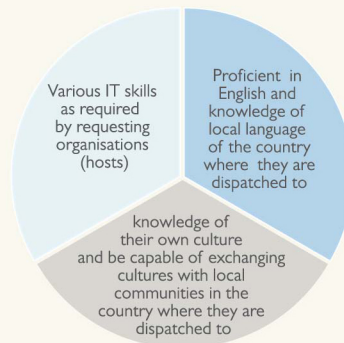 Various IT skills
as required
by requesting
organisations
(hosts)
Proficient in
English and
knowledge of
local language
of the country
where they are
dispatched to
knowledge of
their own culture
and be capable of exchanging
cultures with local
communities in the
country where they are
dispatched to